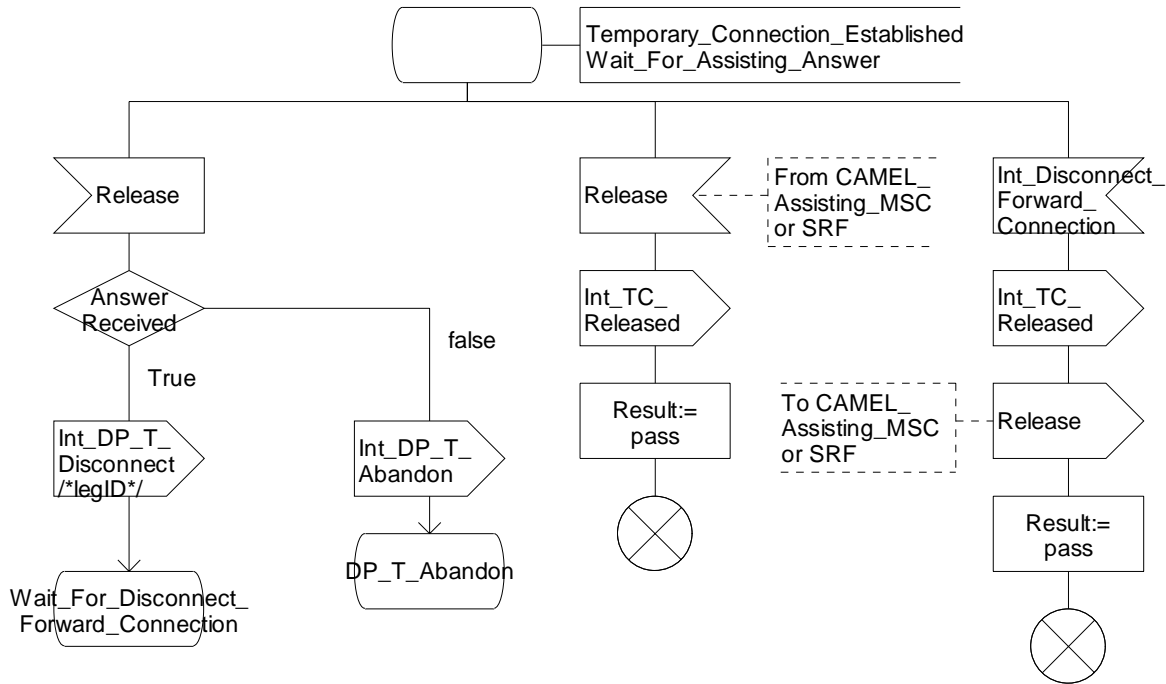 Temporary_Connection_Established
Wait_For_Assisting_Answer
Release
Release
From CAMEL_
Assisting_MSC
or SRF
Int_Disconnect_
Forward_
Connection
Answer
Received
false
True
Int_TC_
Released
Int_TC_
Released
Int_DP_T_
Disconnect
/*legID*/
Int_DP_T_
Abandon
Result:=
pass
To CAMEL_
Assisting_MSC
or SRF
Release
Wait_For_Disconnect_
Forward_Connection
DP_T_Abandon
Result:=
pass